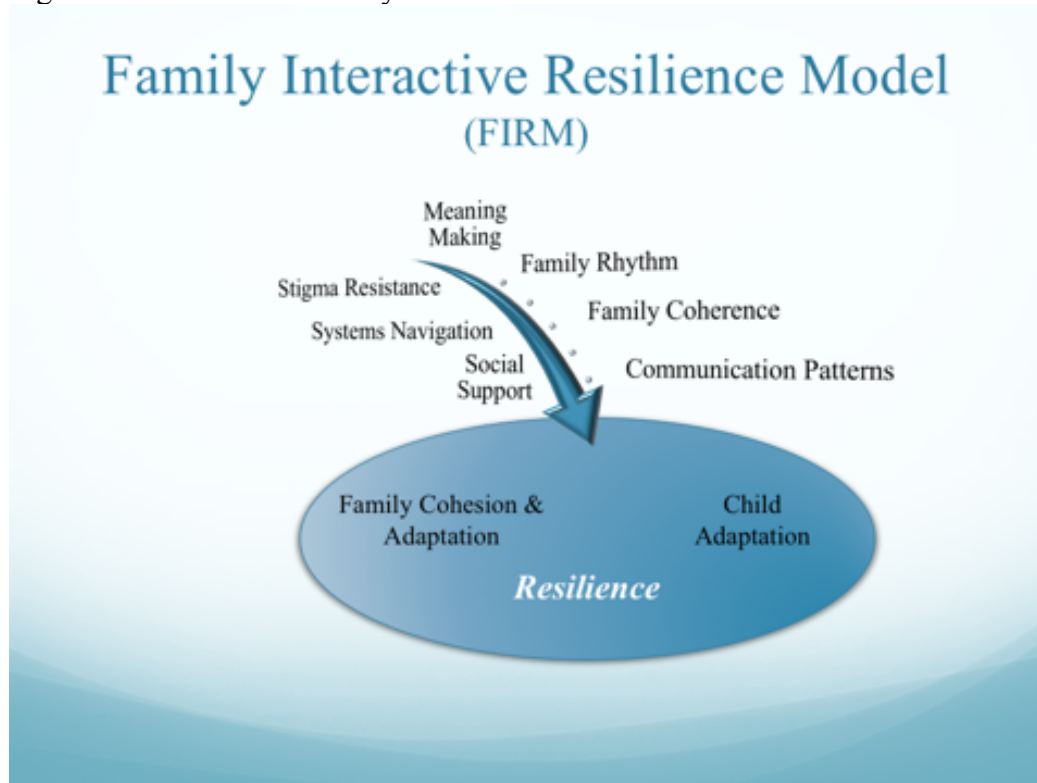 Family Interactive Resilience Model
(FIRM)
Meaning
Making
Family Rhythm
Stigma Resistance
Family Coherence
Systems Navigation
Social
Support
Communication Patterns
Family Cohesion &
Adaptation
Child
Adaptation
Resilience